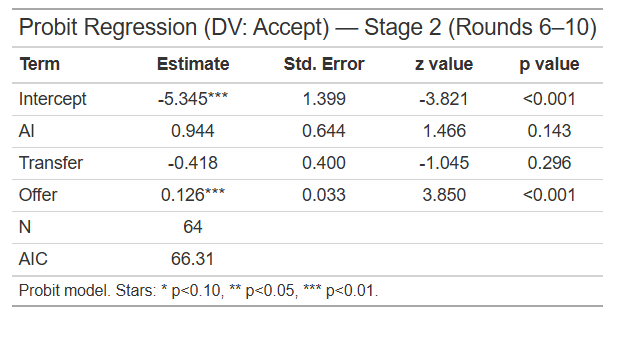 Probit Regression (DV: Accept) — Stage 2 (Rounds 6–10)
Term Estimate Std. Error z value p value
Intercept -5.345*** 1.399 -3.821 <0.001
AI 0.944 0.644 1.466 0.143
Transfer -0.418 0.400 -1.045 0.296
Offer 0.126*** 0.033 3.850 <0.001
N 64
AIC 66.31
Probit model. Stars: * p<0.10, ** p<0.05, *** p<0.01.